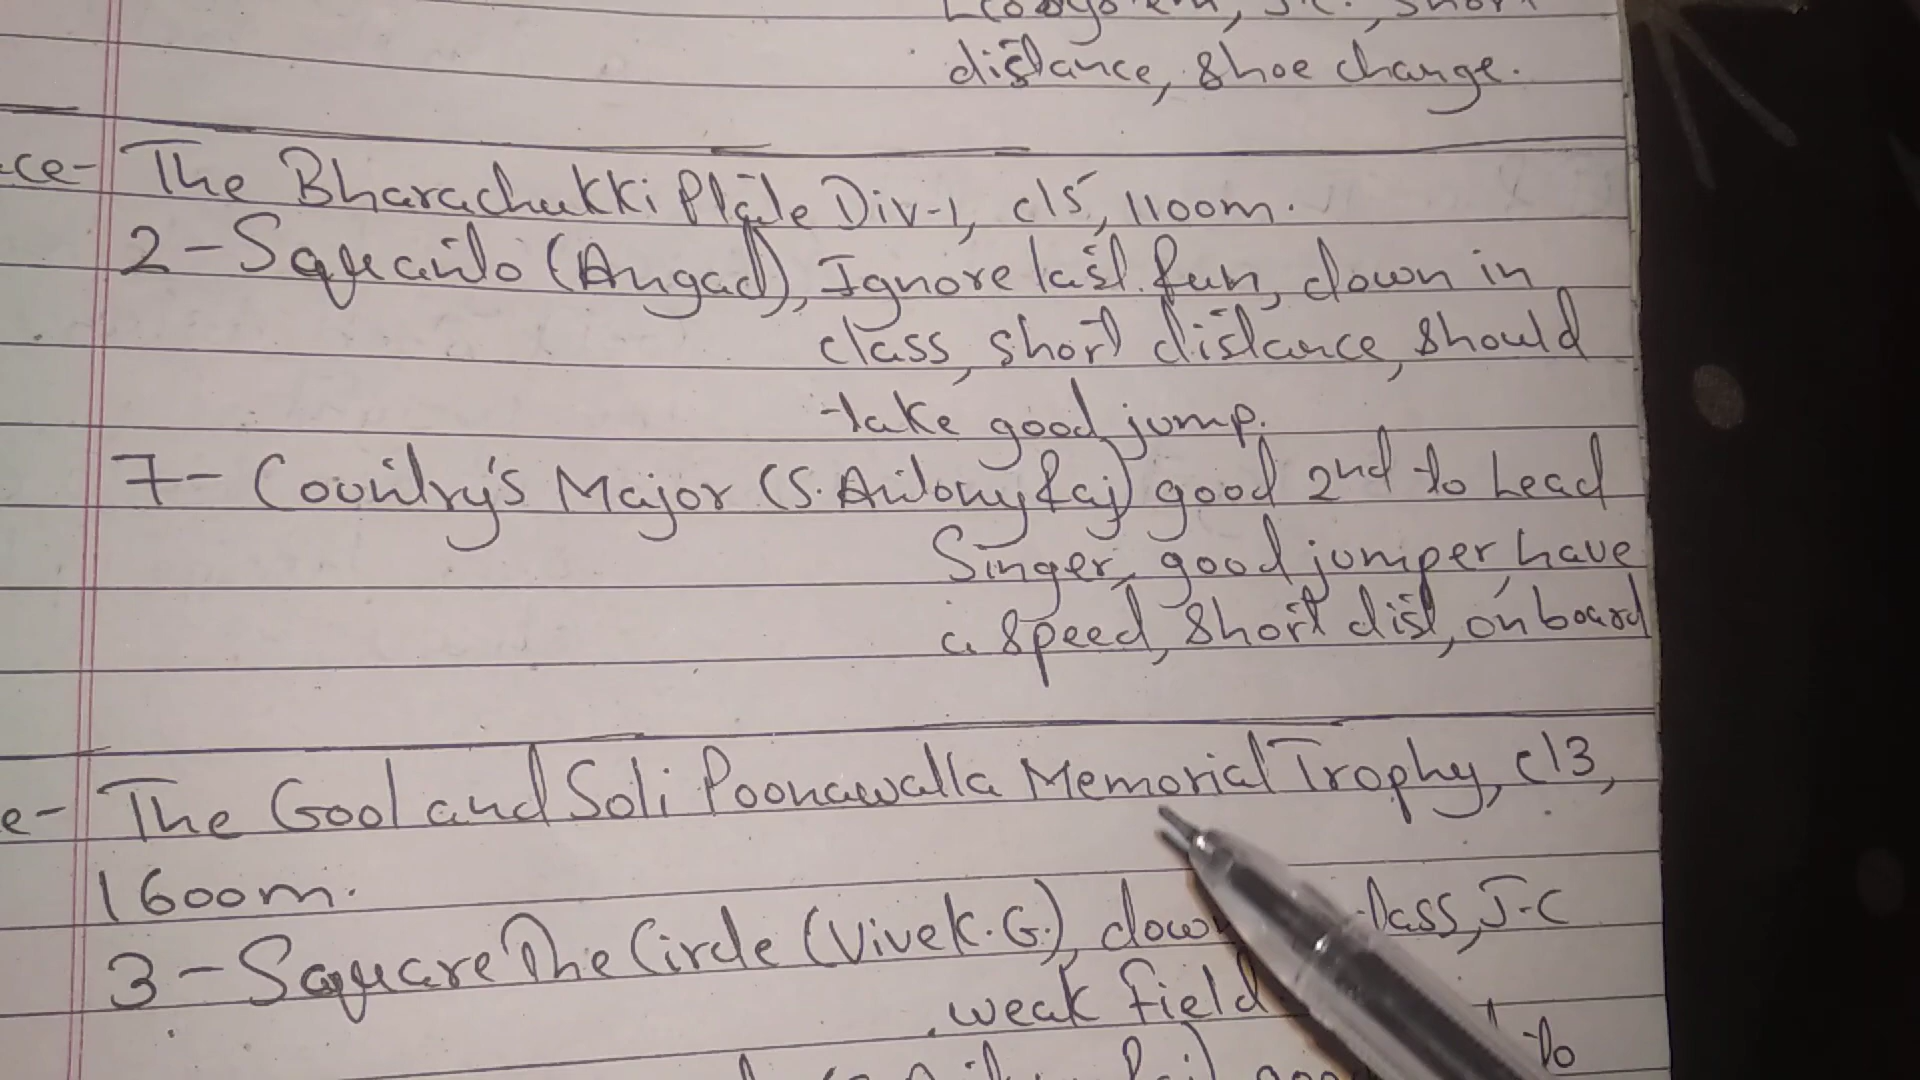 distance, shoe change.
ce- The Bharachukki Plate Div-1, cl5, 1100m.
2-Squanto (Angad), Ignore last run, down in
class, short distance, should
take good jump.
7- Country's Major (S. Antony Raj) good 2nd to Lead
Singer, good jumper, have
a speed, short dist, on board
e- The Gool and Soli Poonawalla Memorial Trophy, cl3,
1600m.
3-Square The Circle (Vivek. G.), down class, J-C
weak field
to